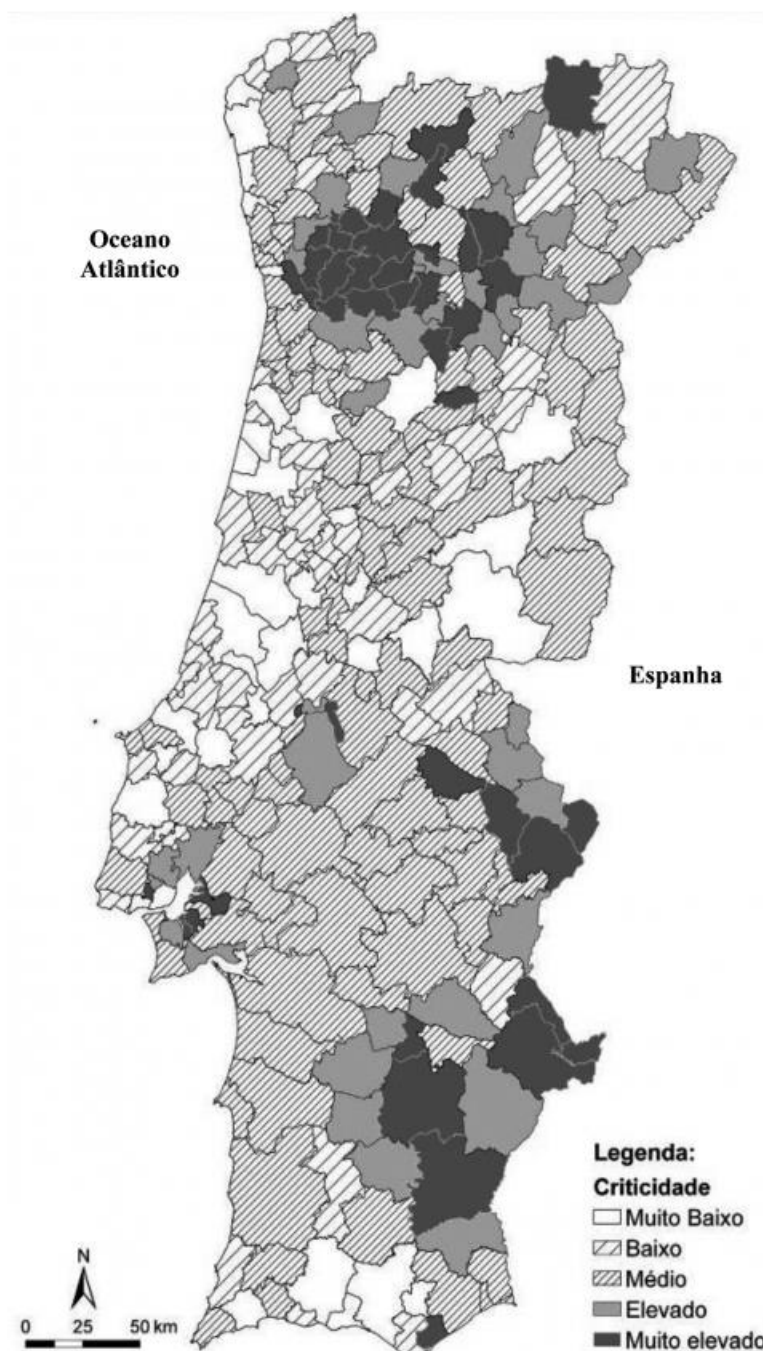 Oceano
Atlântico
Espanha
Legenda:
Criticidade
Muito Baixo
Baixo
Médio
Elevado
Muito elevado
N
0 25 50 km